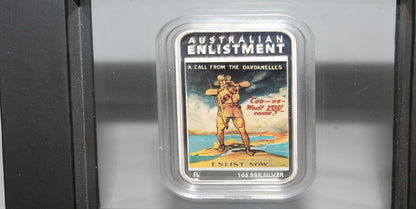 AUSTRALIAN
ENLISTMENT
A CALL FROM THE DARDANELLES
Coo-ee-
Won't YOU
come?
ENLIST NOW
P
1oz 999 SILVER